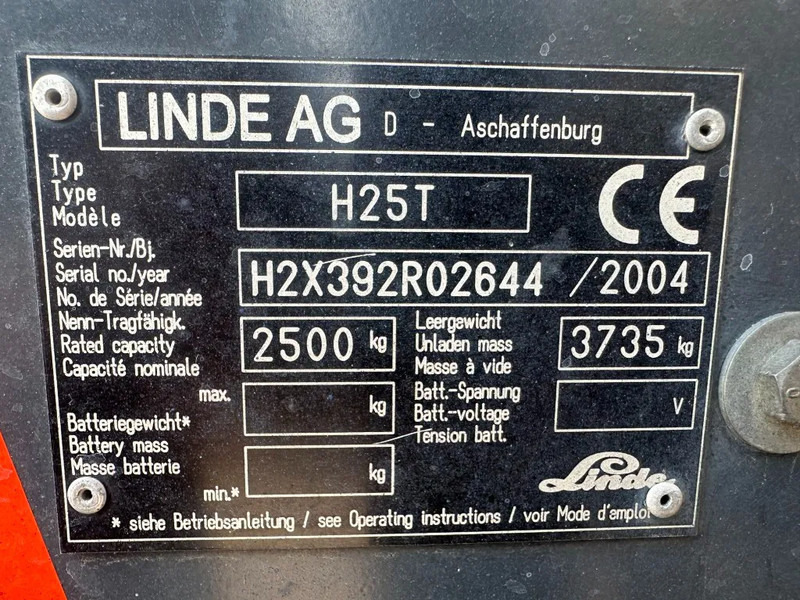 LINDE AG D - Aschaffenburg
Typ
Type
Modèle
H25T
CE
Serien-Nr./Bj.
Serial no./year
No. de Série/année
H2X392R02644 / 2004
Nenn-Tragfähigk.
Rated capacity
Capacité nominale
2500 kg
Leergewicht
Unladen mass
Masse à vide
3735 kg
max.
kg
Batteriegewicht*
Battery mass
Masse batterie
min.*
kg
Batt.-Spannung
Batt.-voltage
Tension batt.
V
Linde
* siehe Betriebsanleitung / see Operating instructions / voir Mode d'emploi